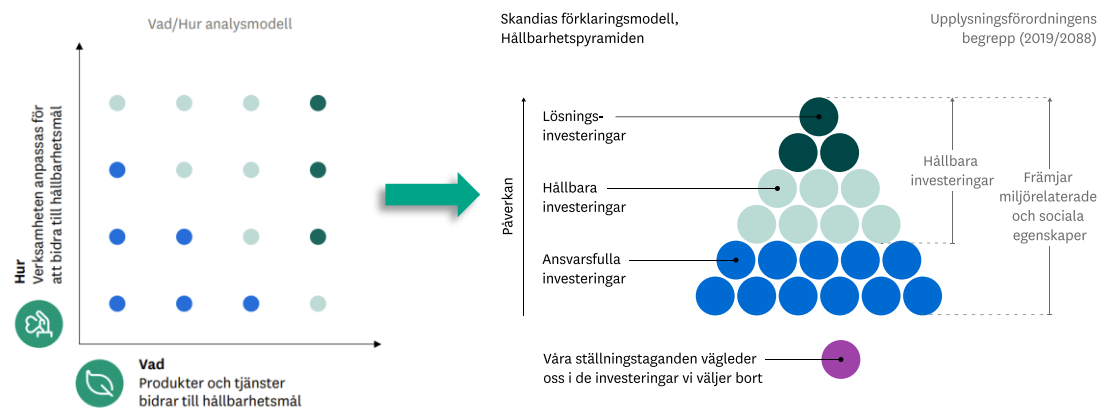 Vad/Hur analysmodell
Hur
Verksamheten anpassas för
att bidra till hållbarhetsmål
Vad
Produkter och tjänster
bidrar till hållbarhetsmål
Skandias förklaringsmodell,
Hållbarhetspyramiden
Upplysningsförordningens
begrepp (2019/2088)
Påverkan
Lösnings-
investeringar
Hållbara
investeringar
Ansvarsfulla
investeringar
Hållbara
investeringar
Främjar
miljörelaterade
och sociala
egenskaper
Våra ställningstaganden vägleder
oss i de investeringar vi väljer bort